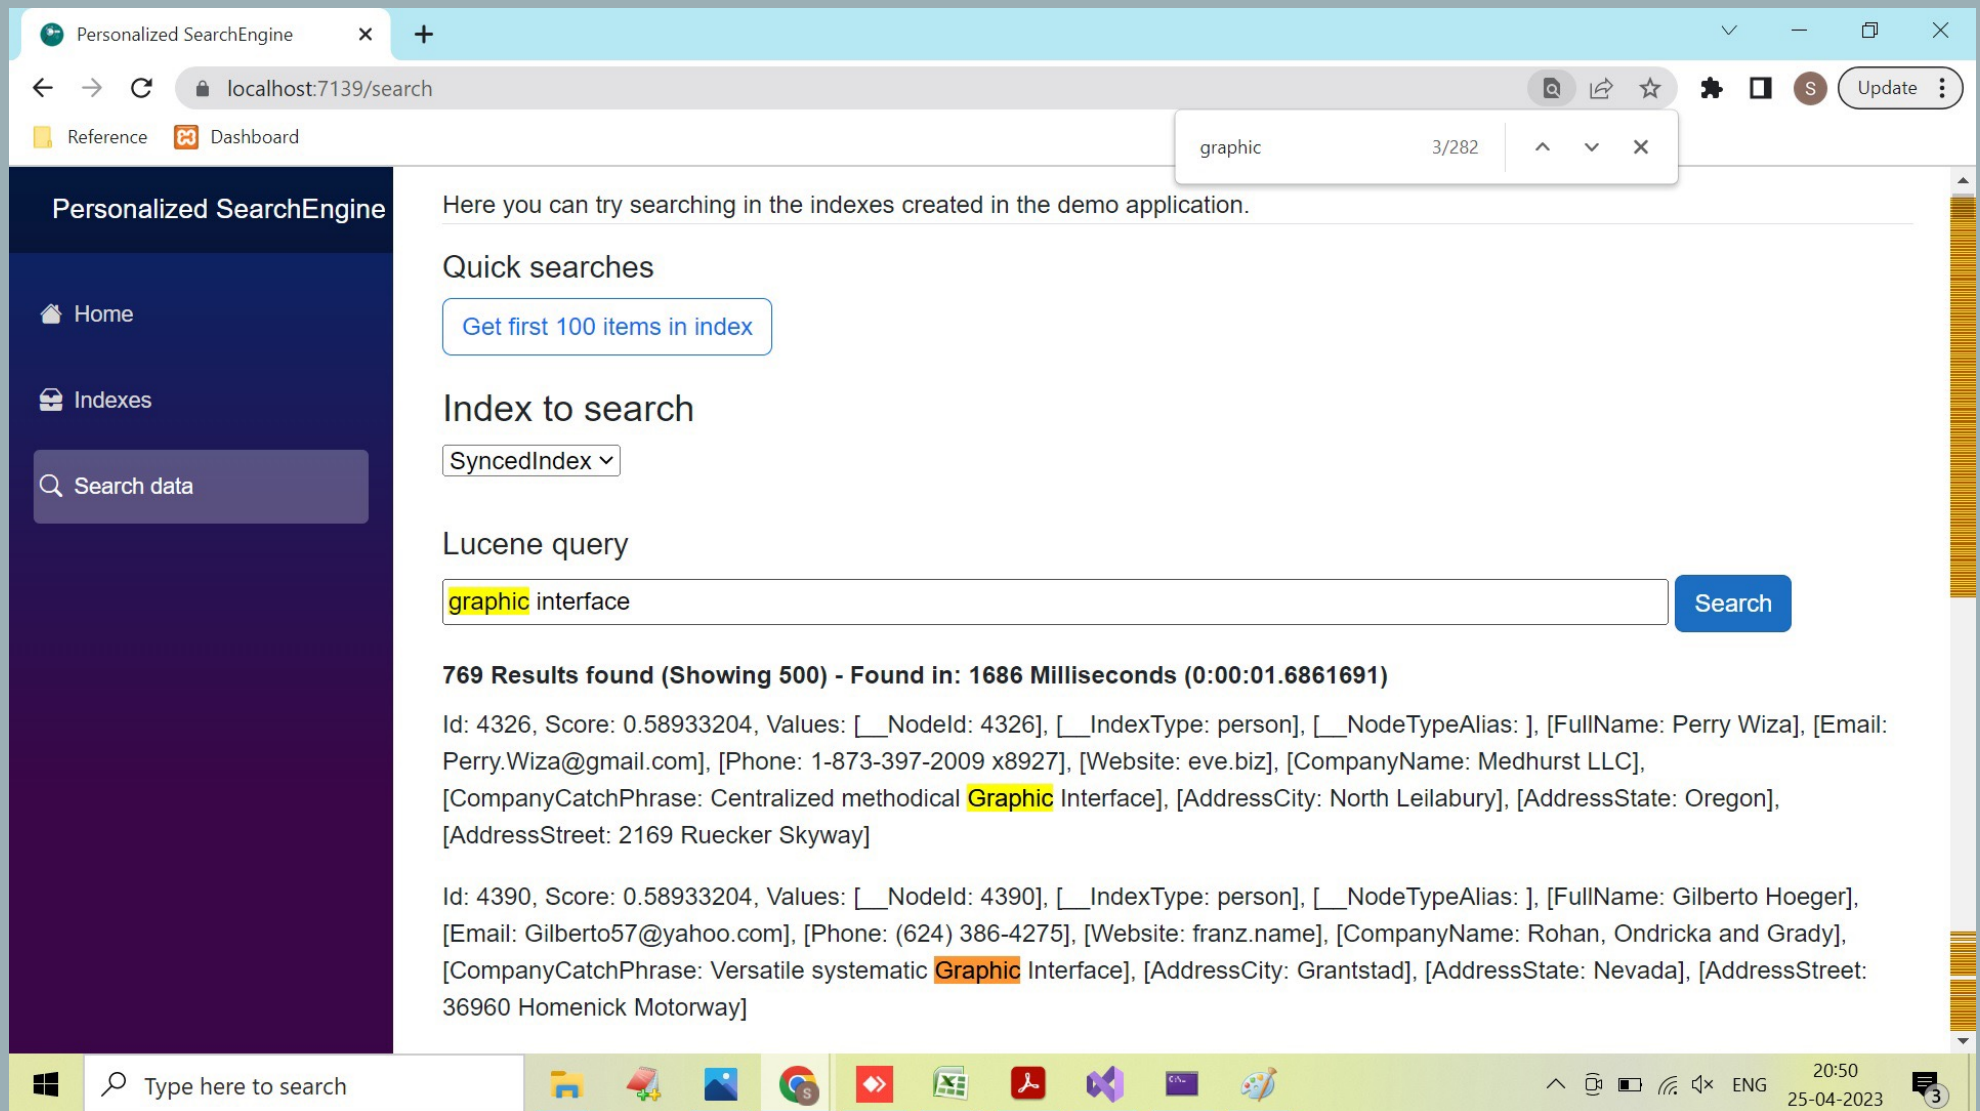 Personalized SearchEngine
localhost:7139/search
Update
Reference Dashboard
graphic 3/282
Personalized SearchEngine
Home
Indexes
Search data
Here you can try searching in the indexes created in the demo application.
Quick searches
Get first 100 items in index
Index to search
SyncedIndex
Lucene query
graphic interface
Search
769 Results found (Showing 500) - Found in: 1686 Milliseconds (0:00:01.6861691)
Id: 4326, Score: 0.58933204, Values: [__NodeId: 4326], [__IndexType: person], [__NodeTypeAlias: ], [FullName: Perry Wiza], [Email:
Perry.Wiza@gmail.com], [Phone: 1-873-397-2009 x8927], [Website: eve.biz], [CompanyName: Medhurst LLC],
[CompanyCatchPhrase: Centralized methodical Graphic Interface], [AddressCity: North Leilabury], [AddressState: Oregon],
[AddressStreet: 2169 Ruecker Skyway]
Id: 4390, Score: 0.58933204, Values: [__NodeId: 4390], [__IndexType: person], [__NodeTypeAlias: ], [FullName: Gilberto Hoeger],
[Email: Gilberto57@yahoo.com], [Phone: (624) 386-4275], [Website: franz.name], [CompanyName: Rohan, Ondricka and Grady],
[CompanyCatchPhrase: Versatile systematic Graphic Interface], [AddressCity: Grantstad], [AddressState: Nevada], [AddressStreet:
36960 Homenick Motorway]
Type here to search
S
S
C:\_
ENG
20:50
25-04-2023
3